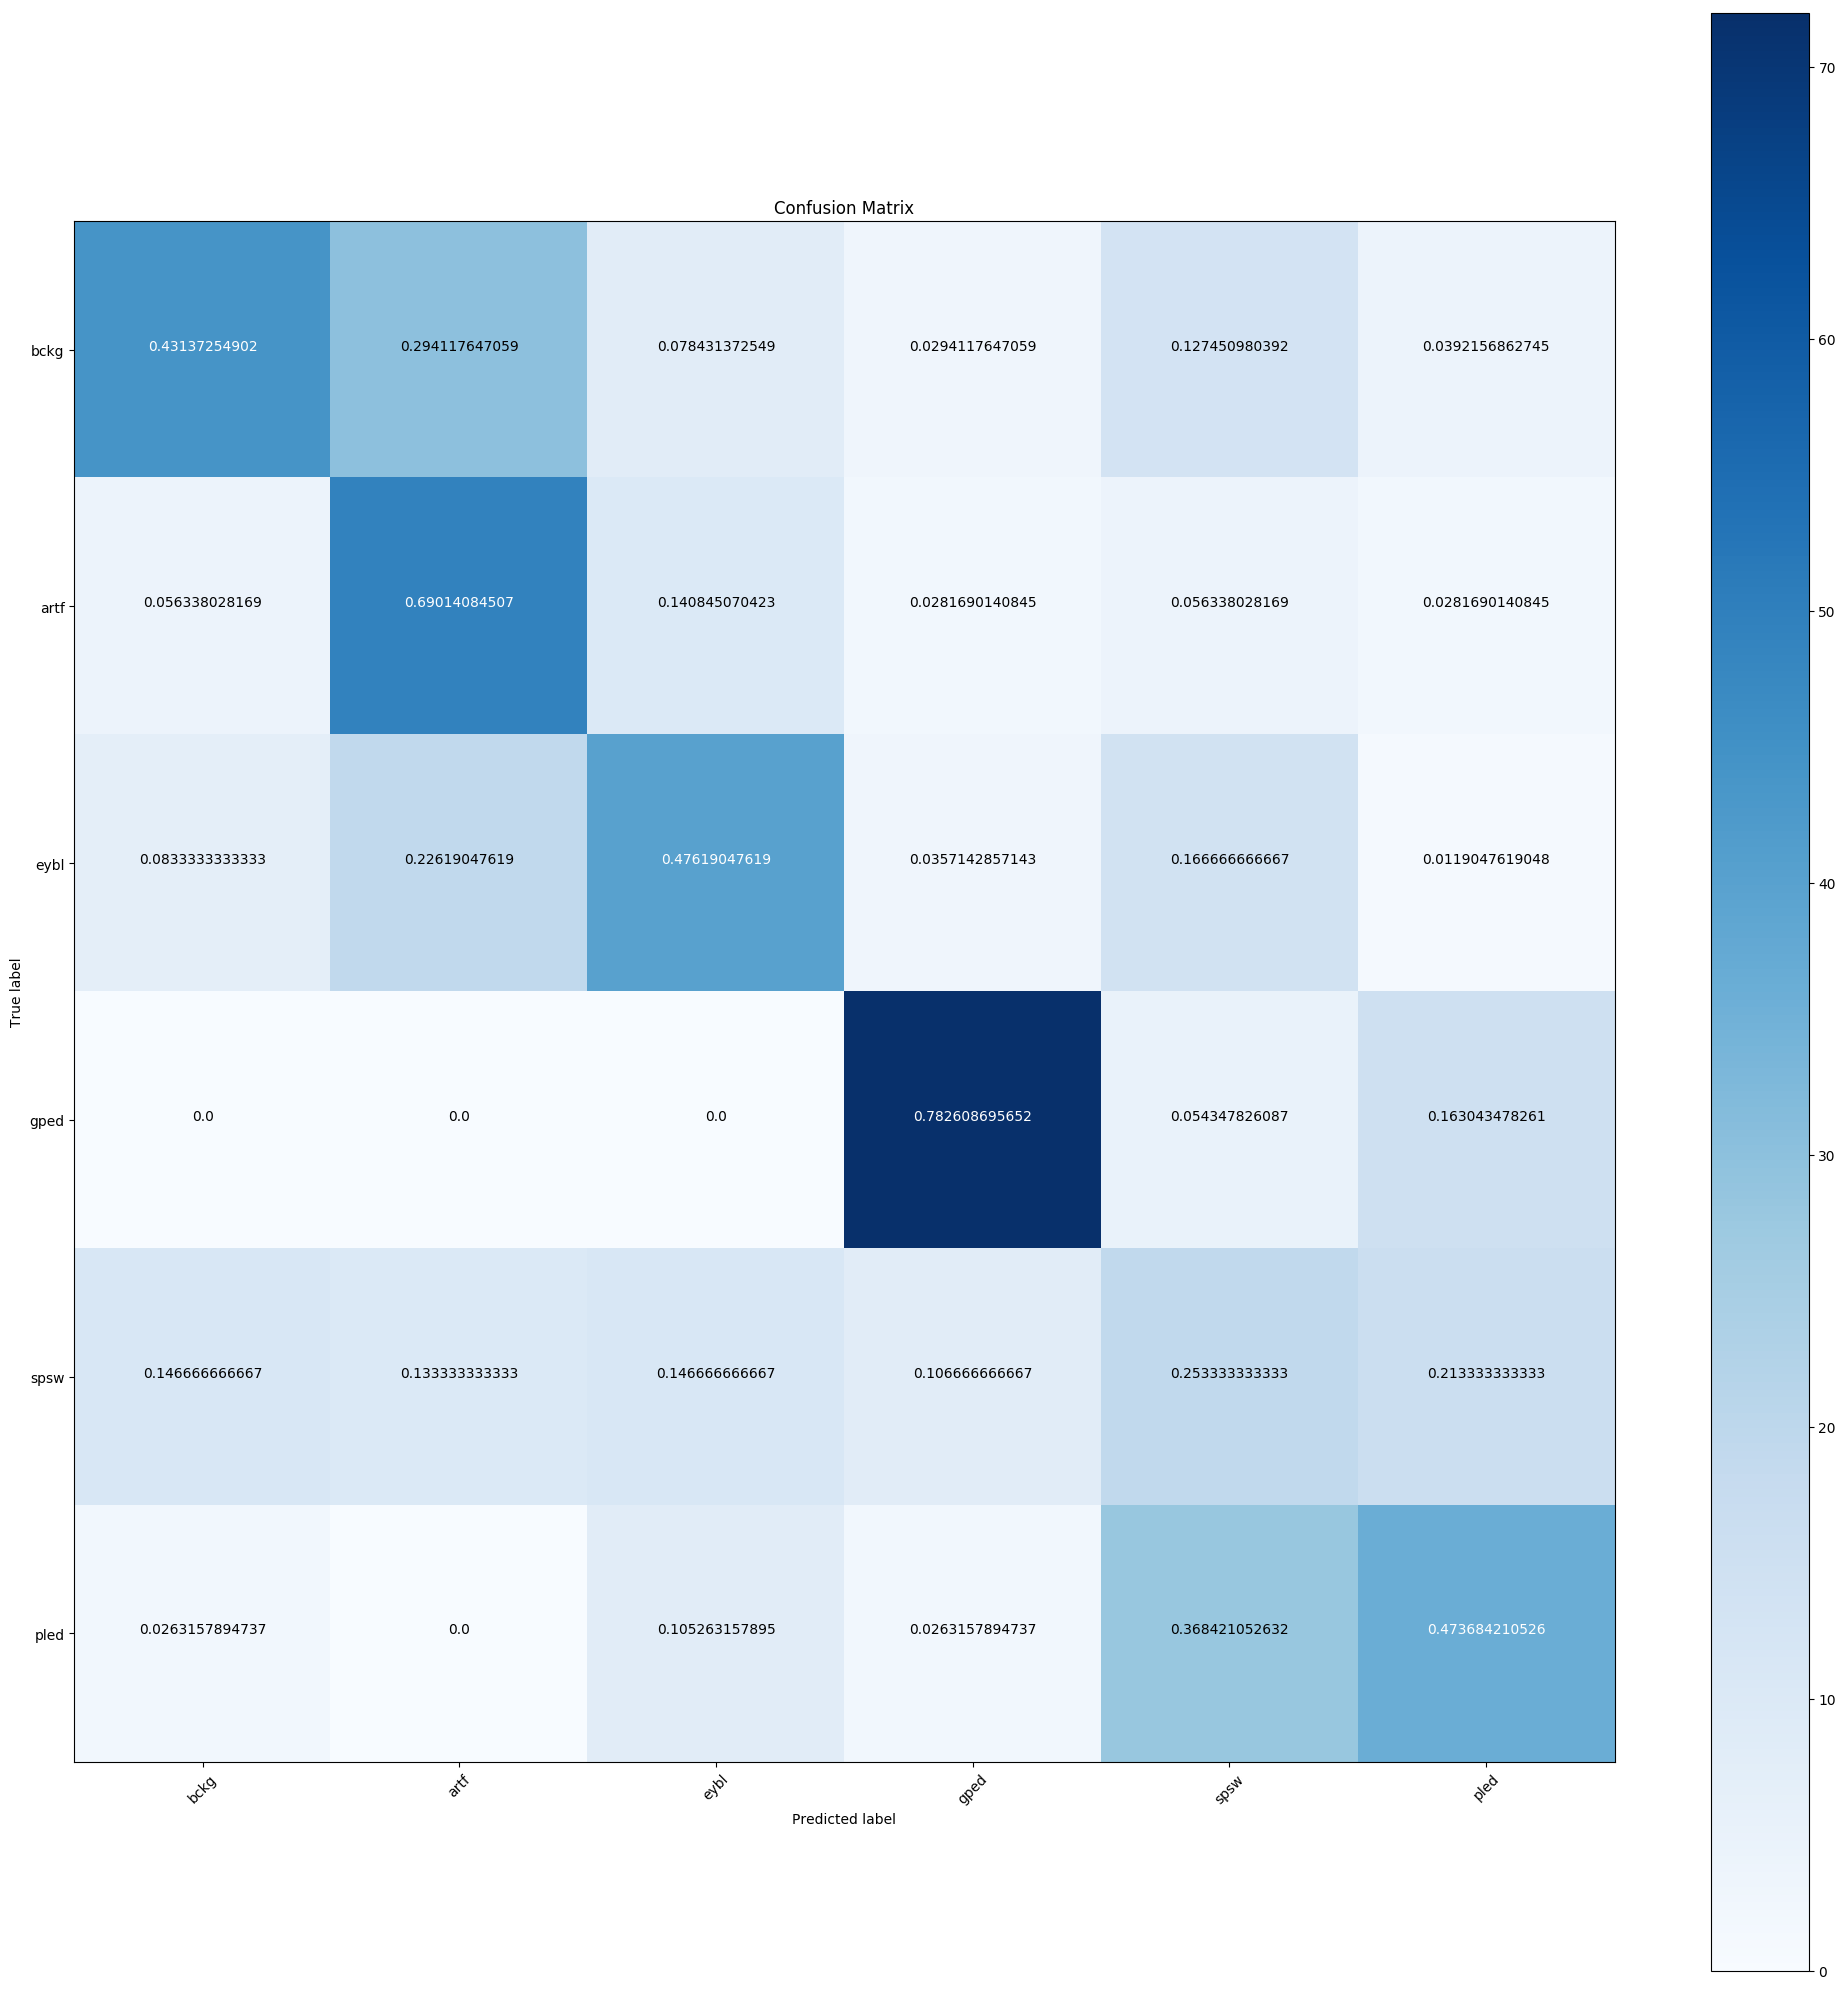 Confusion Matrix
bckg 0.43137254902 0.294117647059 0.078431372549 0.0294117647059 0.127450980392 0.0392156862745
artf 0.056338028169 0.69014084507 0.140845070423 0.0281690140845 0.056338028169 0.0281690140845
eybl 0.0833333333333 0.22619047619 0.47619047619 0.0357142857143 0.166666666667 0.0119047619048
True label
gped 0.0 0.0 0.0 0.782608695652 0.054347826087 0.163043478261
spsw 0.146666666667 0.133333333333 0.146666666667 0.106666666667 0.253333333333 0.213333333333
pled 0.0263157894737 0.0 0.105263157895 0.0263157894737 0.368421052632 0.473684210526
bckg artf eybl gped spsw pled
Predicted label
70
60
50
40
30
20
10
0